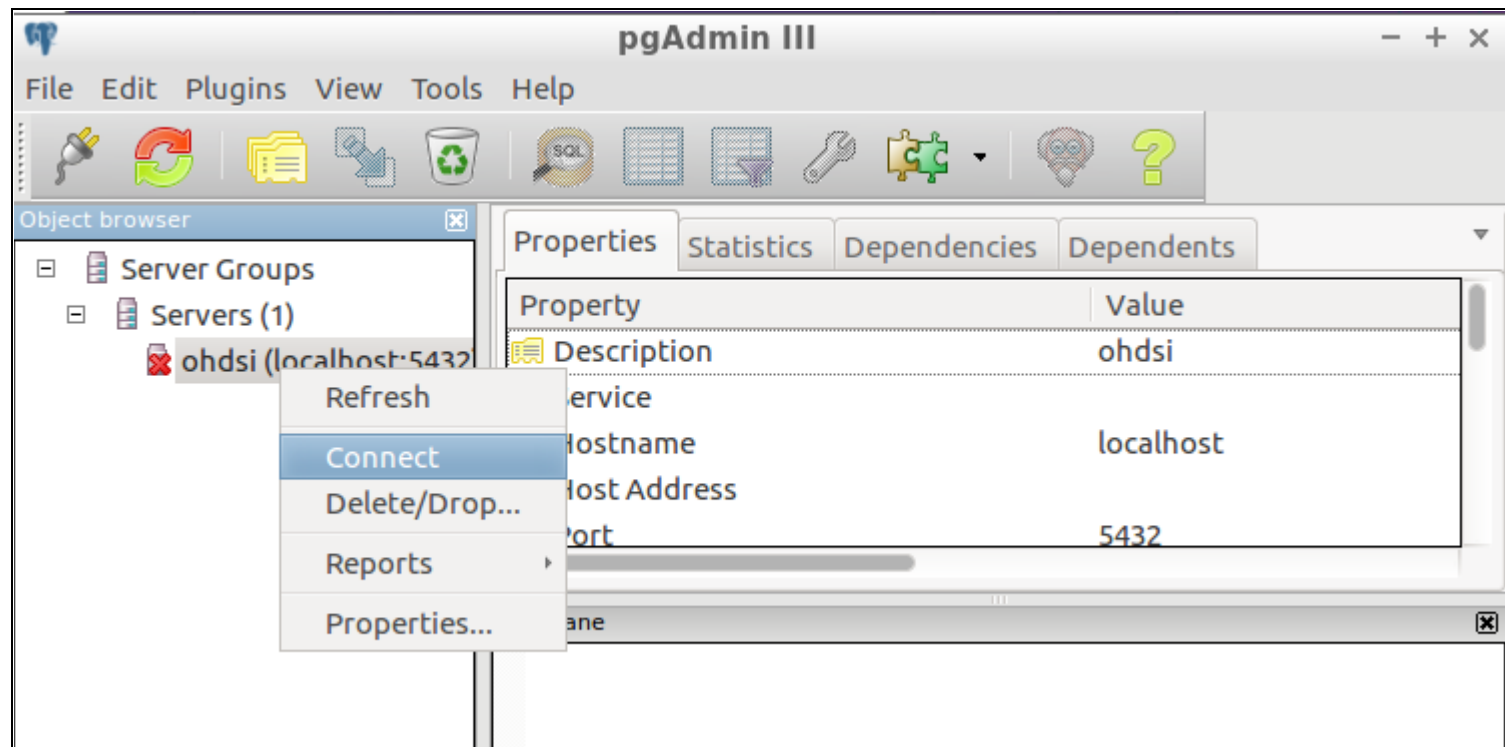 pgAdmin III
File Edit Plugins View Tools Help
SQL
Object browser
Server Groups
Servers (1)
ohdsi (localhost:5432)
Refresh
Connect
Delete/Drop...
Reports
Properties...
Properties Statistics Dependencies Dependents
Property Value
Description ohdsi
ervice
Hostname localhost
Host Address
Port 5432
ane